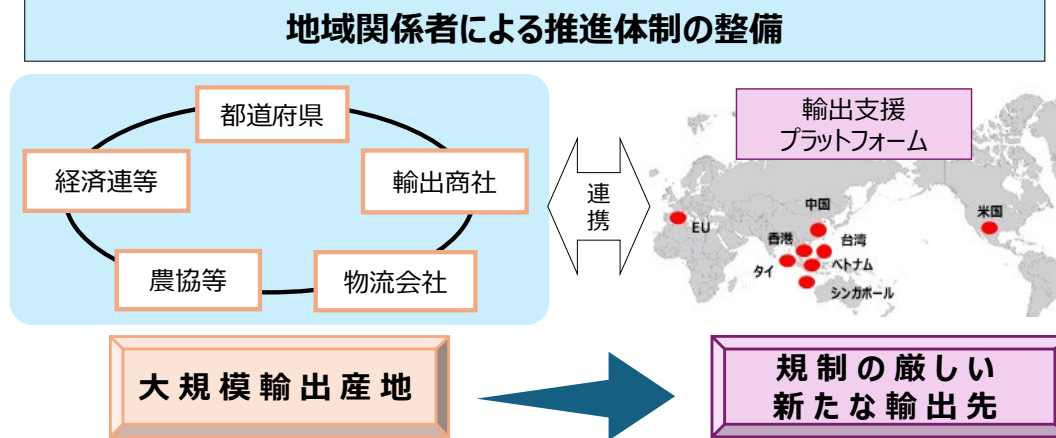 地域関係者による推進体制の整備
都道府県
経済連等
輸出商社
農協等
物流会社
連携
輸出支援
プラットフォーム
EU
中国
香港
台湾
タイ
ベトナム
シンガポール
米国
大規模輸出産地
規制の厳しい
新たな輸出先